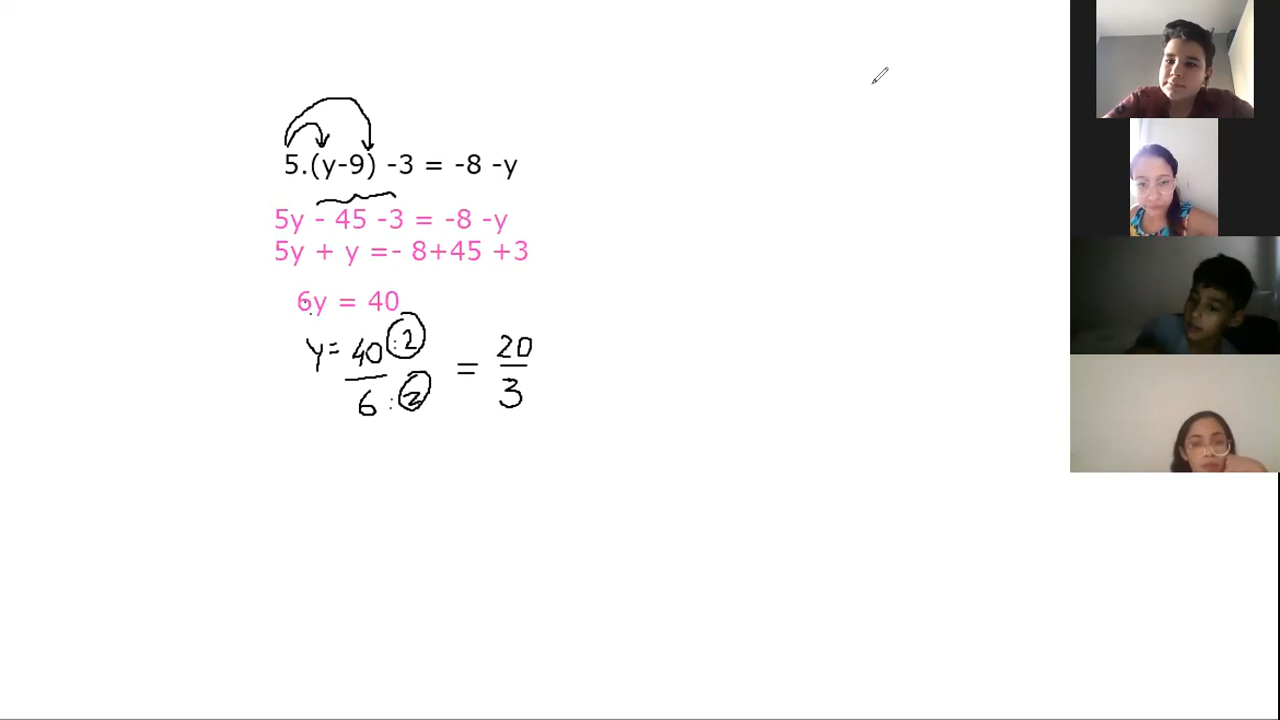 5.(y-9) -3 = -8 -y
5y - 45 -3 = -8 -y
5y + y =- 8+45 +3
6y = 40
y= 40 :2 / 6 :2 = 20 / 3